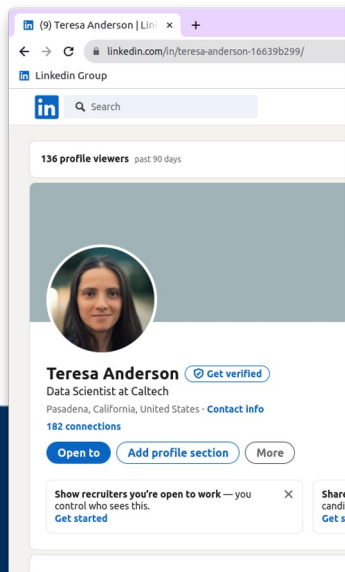 (9) Teresa Anderson | Lin
linkedin.com/in/teresa-anderson-16639b299/
Linkedin Group
in Search
136 profile viewers past 90 days
Teresa Anderson Get verified
Data Scientist at Caltech
Pasadena, California, United States · Contact info
182 connections
Open to Add profile section More
Show recruiters you're open to work — you
control who sees this.
Get started
Share
candi
Get s